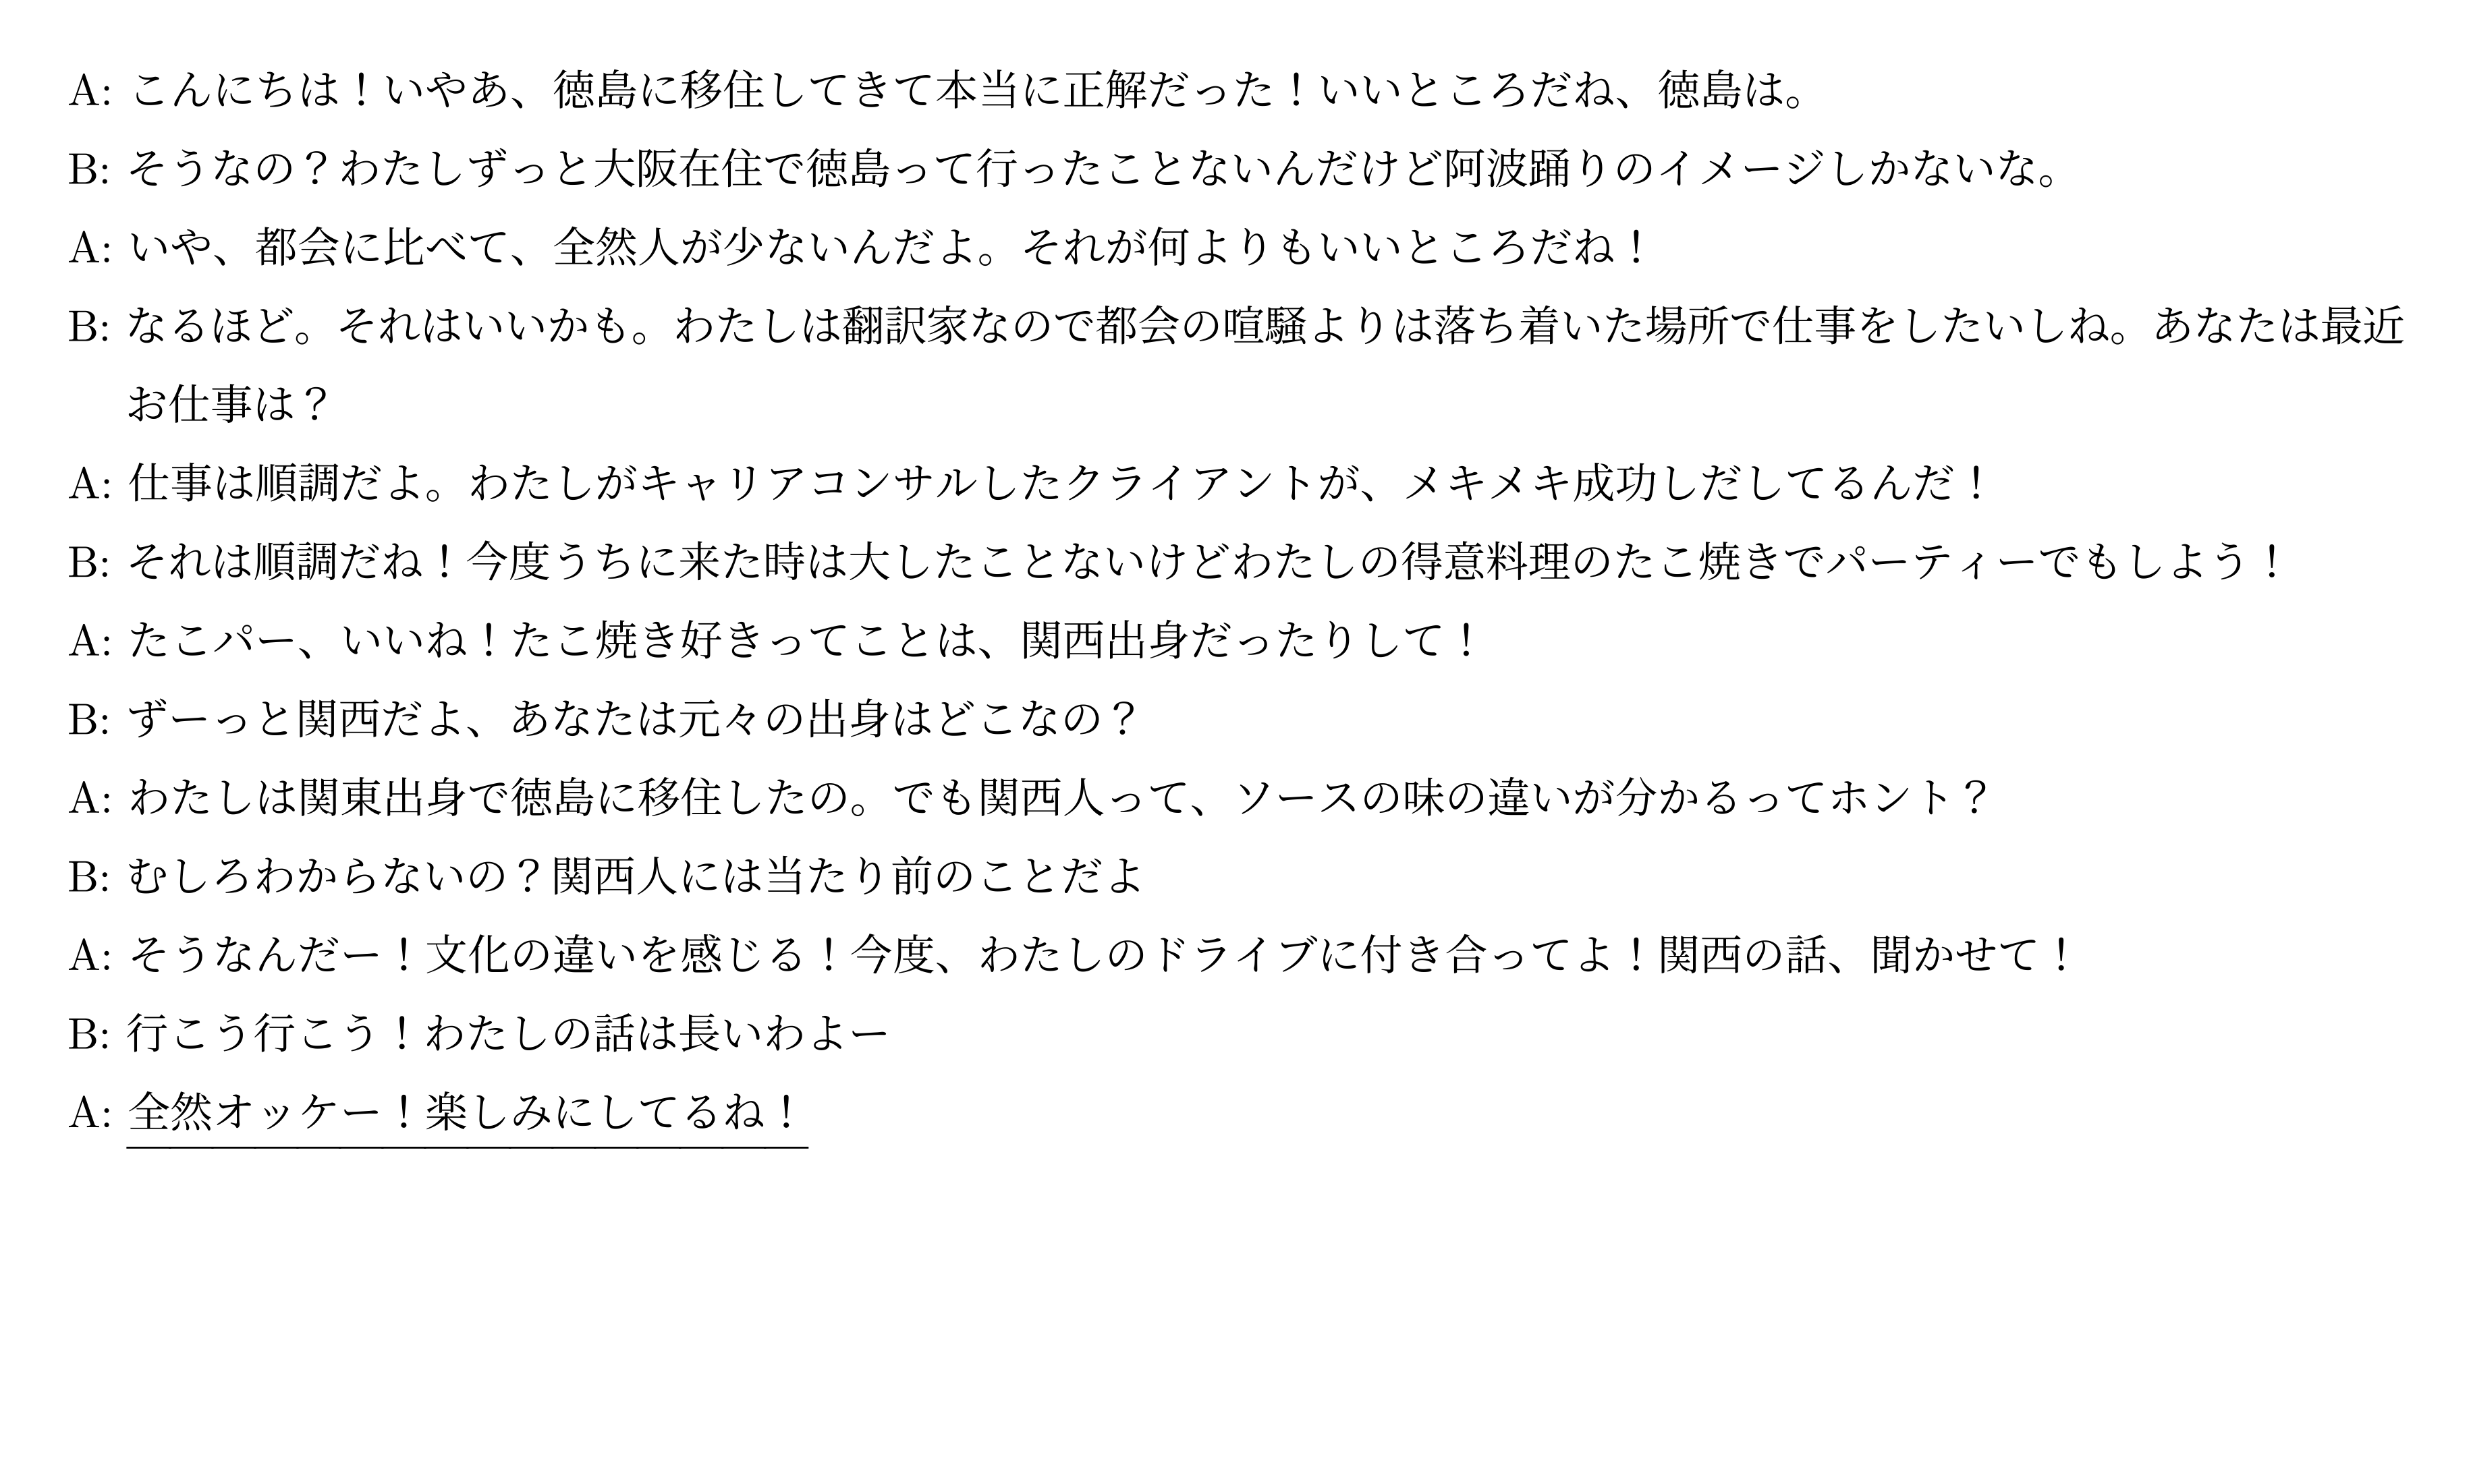 A: こんにちは！いやあ、徳島に移住してきて本当に正解だった！いいところだね、徳島は。
B: そうなの？わたしずっと大阪在住で徳島って行ったことないんだけど阿波踊りのイメージしかないな。
A: いや、都会に比べて、全然人が少ないんだよ。それが何よりもいいところだね！
B: なるほど。それはいいかも。わたしは翻訳家なので都会の喧騒よりは落ち着いた場所で仕事をしたいしね。あなたは最近
お仕事は？
A: 仕事は順調だよ。わたしがキャリアコンサルしたクライアントが、メキメキ成功しだしてるんだ！
B: それは順調だね！今度うちに来た時は大したことないけどわたしの得意料理のたこ焼きでパーティーでもしよう！
A: たこパー、いいね！たこ焼き好きってことは、関西出身だったりして！
B: ずーっと関西だよ、あなたは元々の出身はどこなの？
A: わたしは関東出身で徳島に移住したの。でも関西人って、ソースの味の違いが分かるってホント？
B: むしろわからないの？関西人には当たり前のことだよ
A: そうなんだー！文化の違いを感じる！今度、わたしのドライブに付き合ってよ！関西の話、聞かせて！
B: 行こう行こう！わたしの話は長いわよー
A: 全然オッケー！楽しみにしてるね！